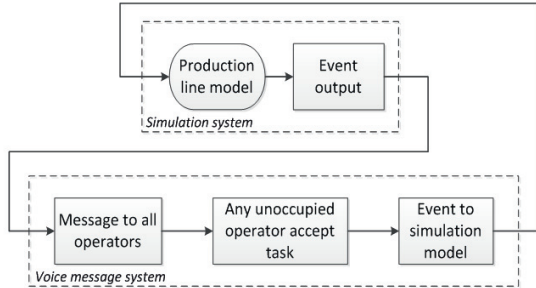 Production
line model
Event
output
Simulation system
Message to all
operators
Any unoccupied
operator accept
task
Event to
simulation
model
Voice message system